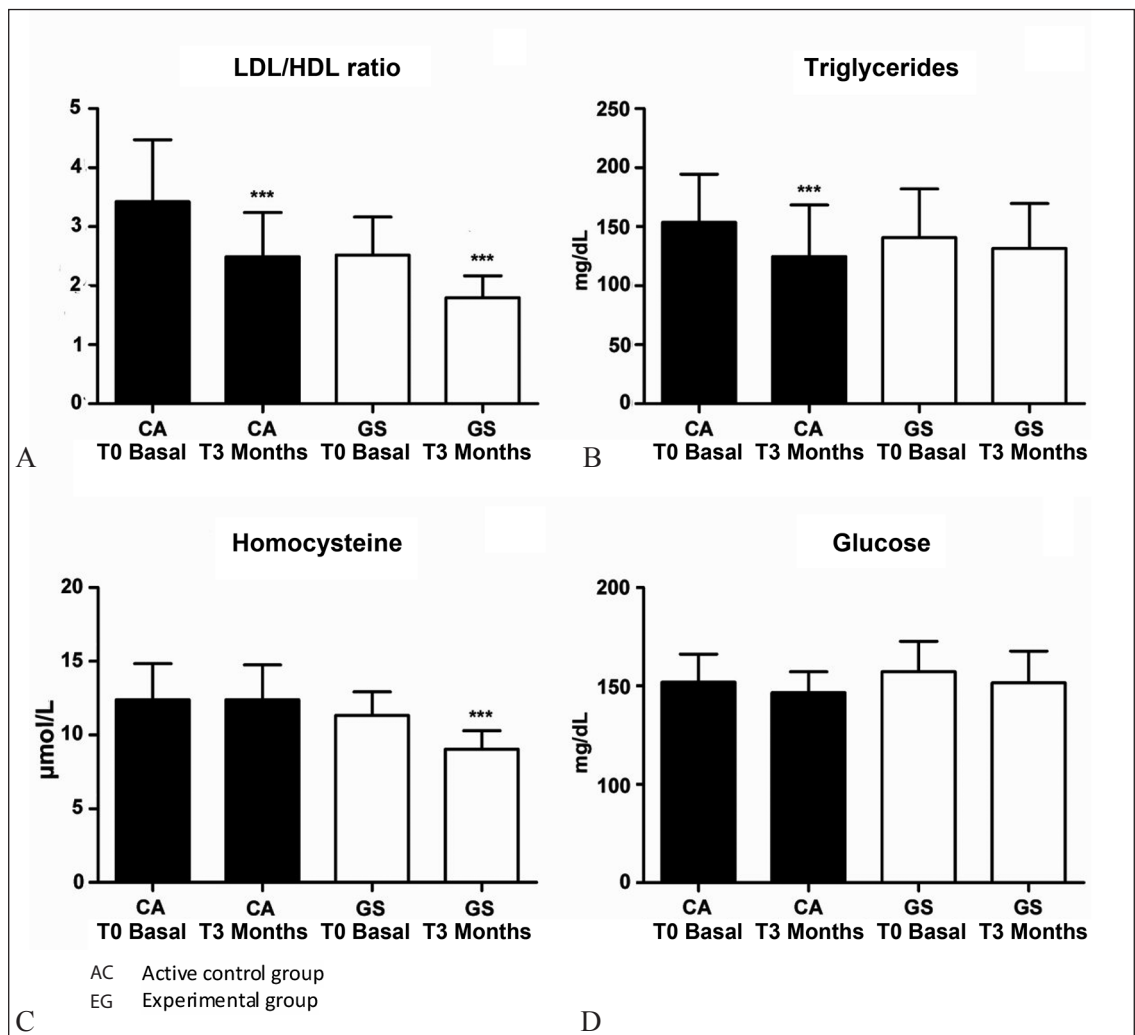 LDL/HDL ratio
5
4
3
2
1
0
***
***
CA CA GS GS
T0 Basal T3 Months T0 Basal T3 Months
A
Triglycerides
mg/dL
250
200
150
100
50
0
***
CA CA GS GS
T0 Basal T3 Months T0 Basal T3 Months
B
Homocysteine
µmol/L
20
15
10
5
0
***
CA CA GS GS
T0 Basal T3 Months T0 Basal T3 Months
AC Active control group
EG Experimental group
C
Glucose
mg/dL
200
150
100
0
CA CA GS GS
T0 Basal T3 Months T0 Basal T3 Months
D